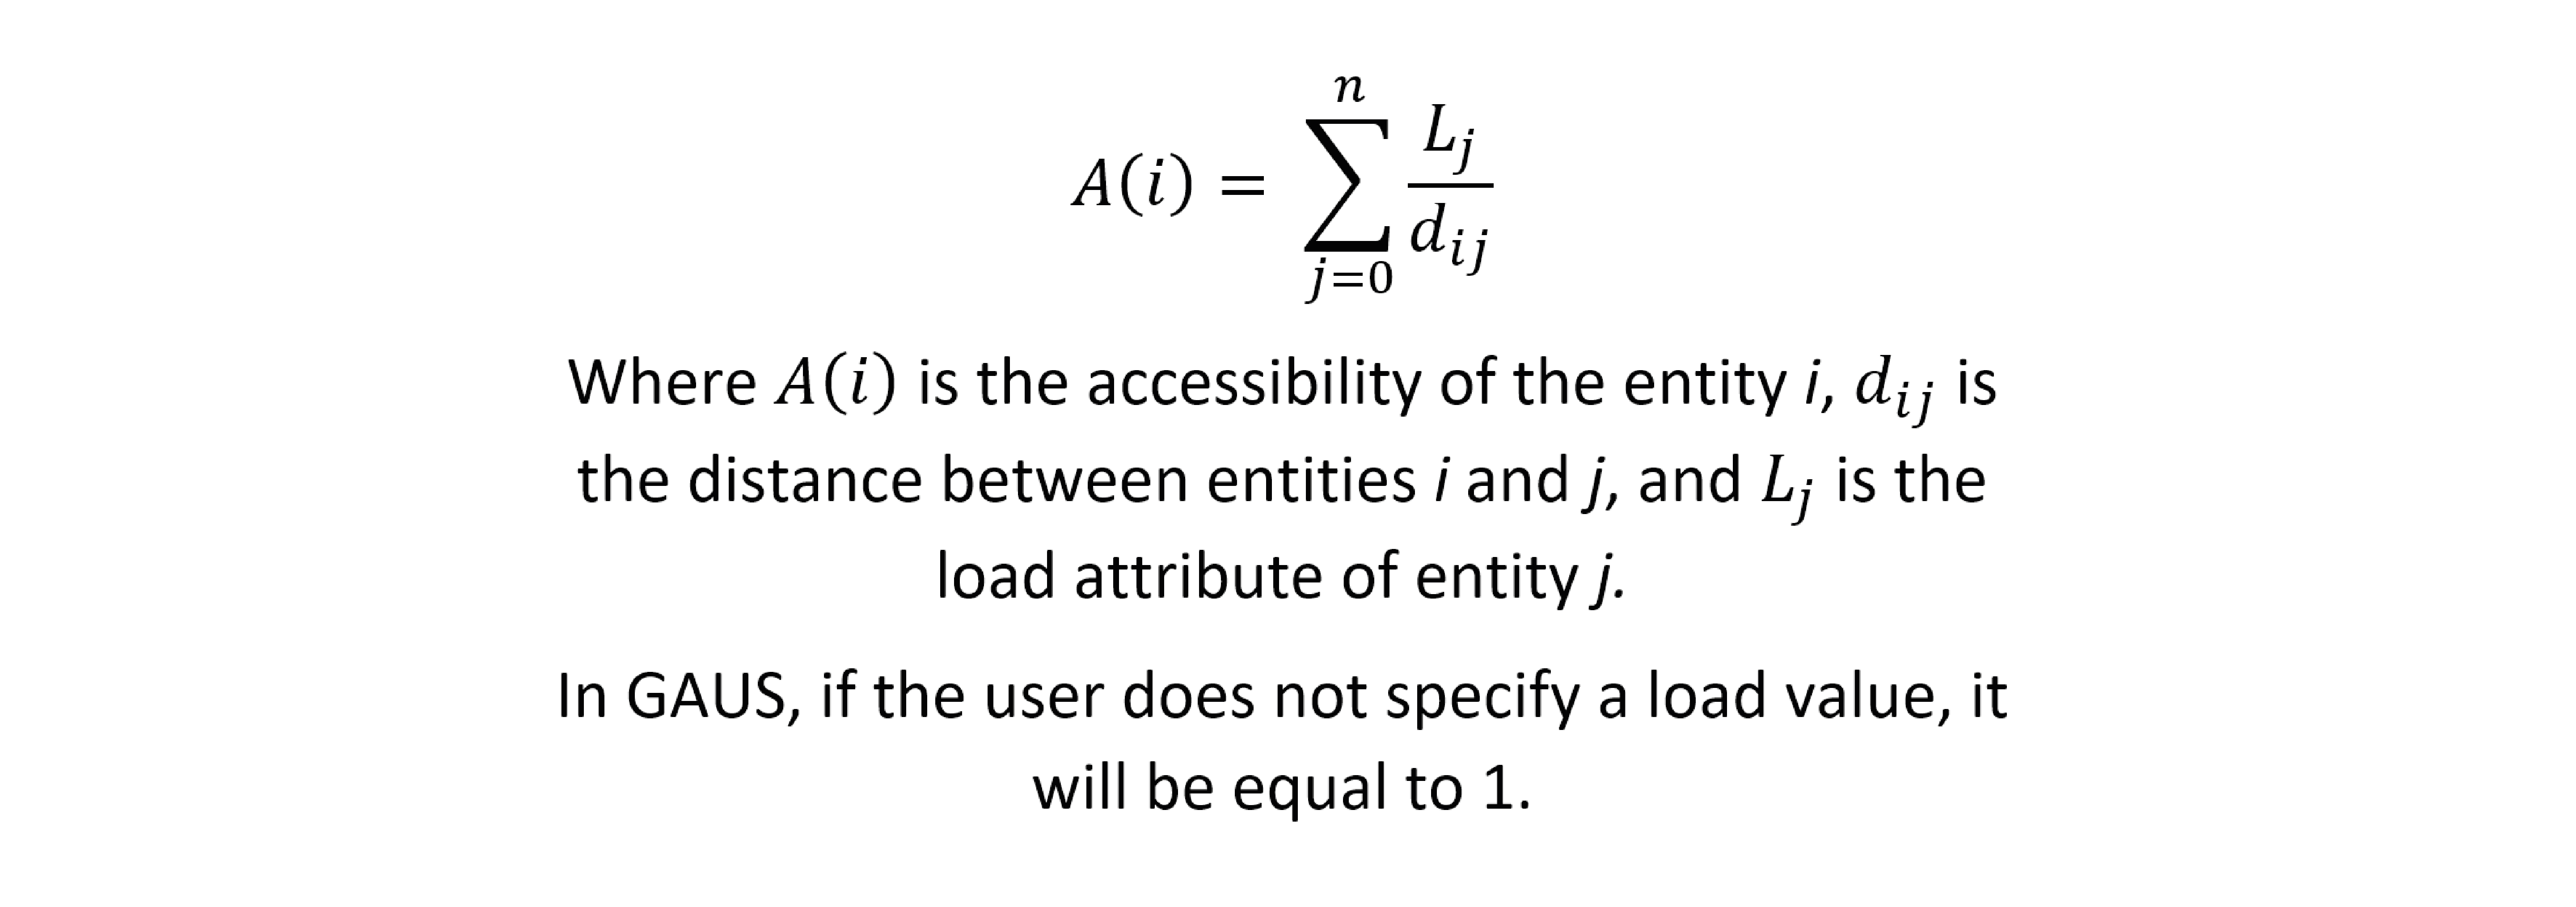 A(i) = \sum_{j=0}^{n} \frac{L_j}{d_{ij}}
Where A(i) is the accessibility of the entity i, d_{ij} is
the distance between entities i and j, and L_j is the
load attribute of entity j.
In GAUS, if the user does not specify a load value, it
will be equal to 1.